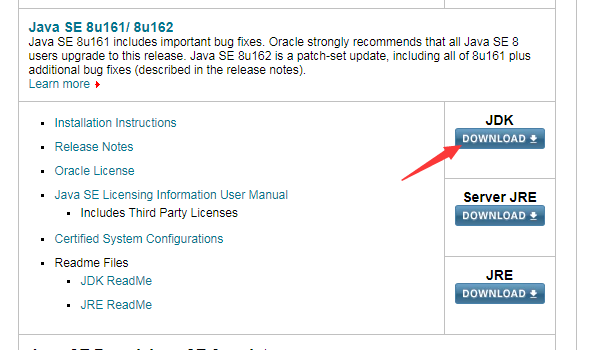 Java SE 8u161/ 8u162
Java SE 8u161 includes important bug fixes. Oracle strongly recommends that all Java SE 8
users upgrade to this release. Java SE 8u162 is a patch-set update, including all of 8u161 plus
additional bug fixes (described in the release notes).
Learn more
Installation Instructions
Release Notes
Oracle License
Java SE Licensing Information User Manual
Includes Third Party Licenses
Certified System Configurations
Readme Files
JDK ReadMe
JRE ReadMe
JDK
DOWNLOAD
Server JRE
DOWNLOAD
JRE
DOWNLOAD